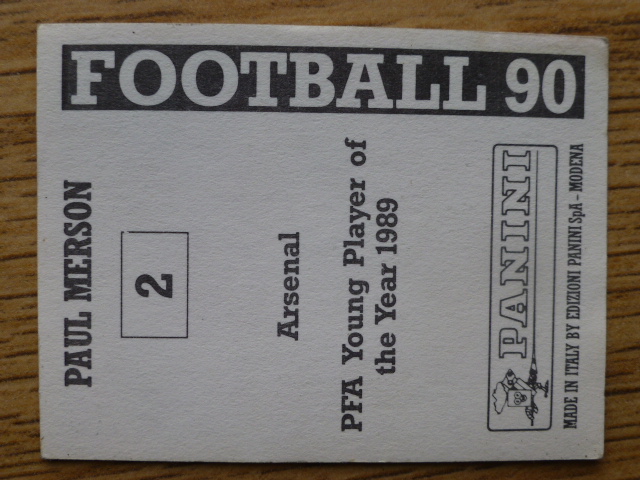 FOOTBALL 90
PAUL MERSON
2
Arsenal
PFA Young Player of
the Year 1989
PANINI
MADE IN ITALY BY EDIZIONI PANINI SpA - MODENA